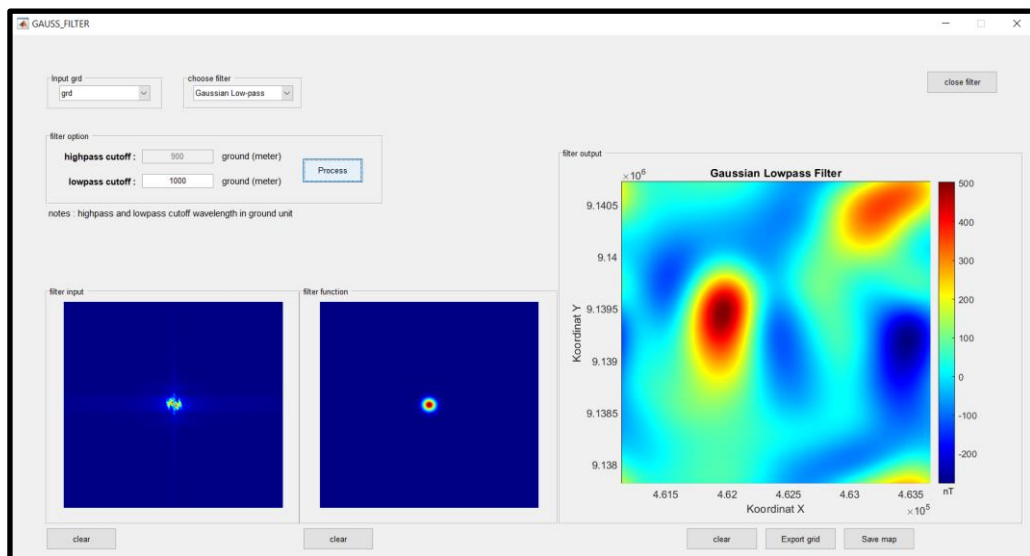 GAUSS_FILTER
Input grd
grd
choose filter
Gaussian Low-pass
close filter
filter option
highpass cutoff :
900
ground (meter)
lowpass cutoff :
1000
ground (meter)
Process
notes : highpass and lowpass cutoff wavelength in ground unit
filter input
clear
filter function
clear
filter output
Gaussian Lowpass Filter
×10⁶
9.1405
9.14
9.1395
9.139
9.1385
9.138
Koordinat Y
4.615
4.62
4.625
4.63
4.635
×10⁵
Koordinat X
500
400
300
200
100
0
-100
-200
nT
clear
Export grid
Save map